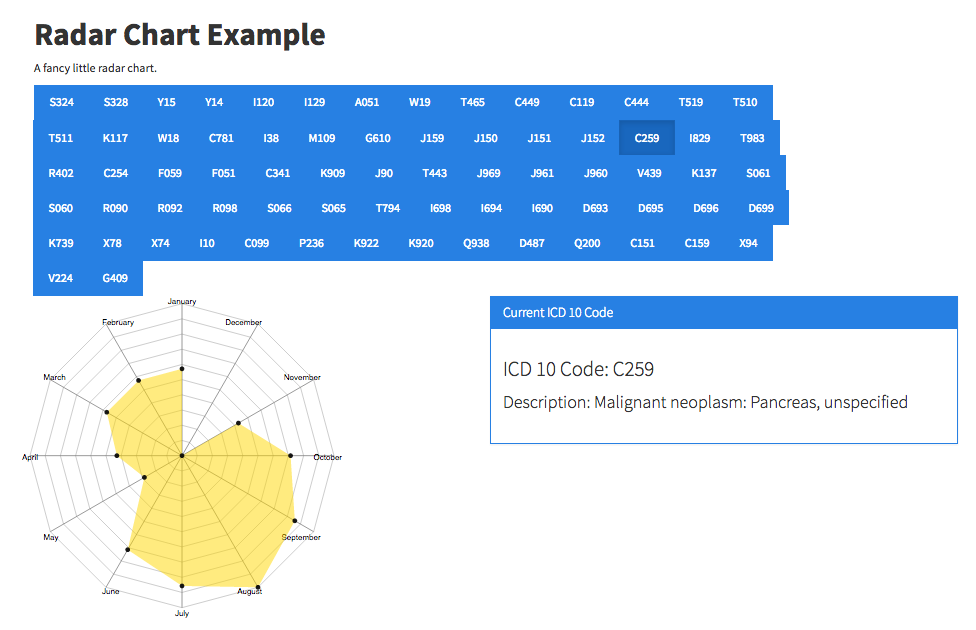 Radar Chart Example
A fancy little radar chart.
S324 S328 Y15 Y14 I120 I129 A051 W19 T465 C449 C119 C444 T519 T510
T511 K117 W18 C781 I38 M109 G610 J159 J150 J151 J152 C259 I829 T983
R402 C254 F059 F051 C341 K909 J90 T443 J969 J961 J960 V439 K137 S061
S060 R090 R092 R098 S066 S065 T794 I698 I694 I690 D693 D695 D696 D699
K739 X78 X74 I10 C099 P236 K922 K920 Q938 D487 Q200 C151 C159 X94
V224 G409
January
February
December
March
November
April
October
May
September
June
August
July
Current ICD 10 Code
ICD 10 Code: C259
Description: Malignant neoplasm: Pancreas, unspecified